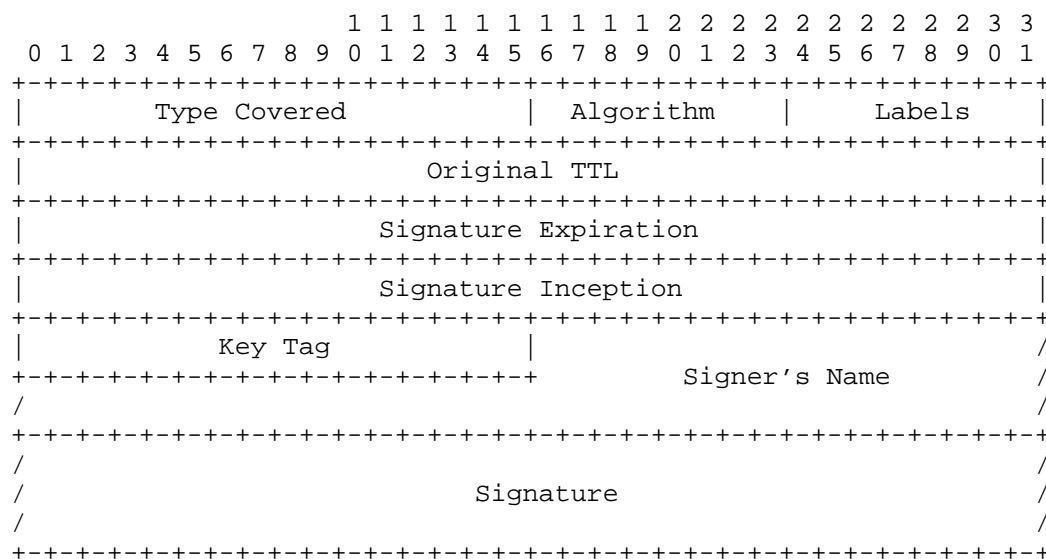 1 1 1 1 1 1 1 1 1 1 2 2 2 2 2 2 2 2 2 2 3 3
 0 1 2 3 4 5 6 7 8 9 0 1 2 3 4 5 6 7 8 9 0 1 2 3 4 5 6 7 8 9 0 1
+-+-+-+-+-+-+-+-+-+-+-+-+-+-+-+-+-+-+-+-+-+-+-+-+-+-+-+-+-+-+-+-+
|        Type Covered           |  Algorithm    |     Labels    |
+-+-+-+-+-+-+-+-+-+-+-+-+-+-+-+-+-+-+-+-+-+-+-+-+-+-+-+-+-+-+-+-+
|                         Original TTL                          |
+-+-+-+-+-+-+-+-+-+-+-+-+-+-+-+-+-+-+-+-+-+-+-+-+-+-+-+-+-+-+-+-+
|                      Signature Expiration                     |
+-+-+-+-+-+-+-+-+-+-+-+-+-+-+-+-+-+-+-+-+-+-+-+-+-+-+-+-+-+-+-+-+
|                      Signature Inception                      |
+-+-+-+-+-+-+-+-+-+-+-+-+-+-+-+-+-+-+-+-+-+-+-+-+-+-+-+-+-+-+-+-+
|            Key Tag            |                               /
+-+-+-+-+-+-+-+-+-+-+-+-+-+-+-+-+         Signer’s Name         /
/                                                               /
+-+-+-+-+-+-+-+-+-+-+-+-+-+-+-+-+-+-+-+-+-+-+-+-+-+-+-+-+-+-+-+-+
/                                                               /
/                            Signature                          /
/                                                               /
+-+-+-+-+-+-+-+-+-+-+-+-+-+-+-+-+-+-+-+-+-+-+-+-+-+-+-+-+-+-+-+-+